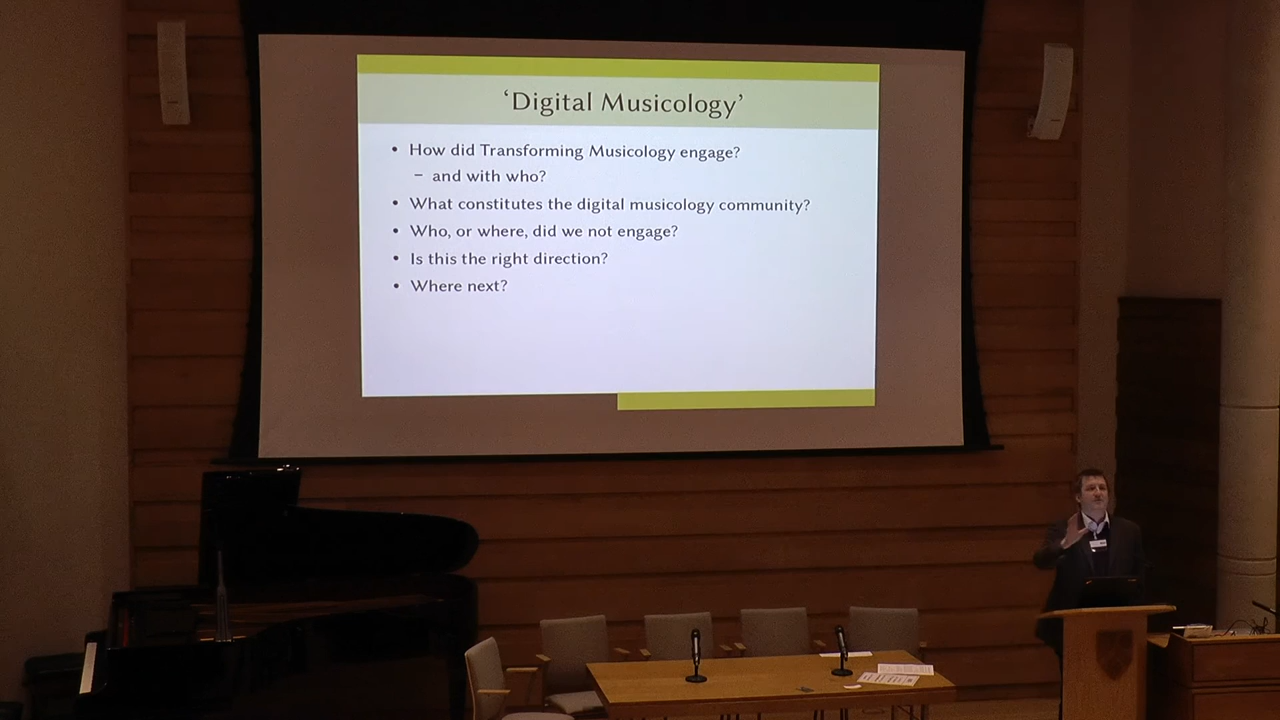 ‘Digital Musicology’
• How did Transforming Musicology engage?
– and with who?
• What constitutes the digital musicology community?
• Who, or where, did we not engage?
• Is this the right direction?
• Where next?